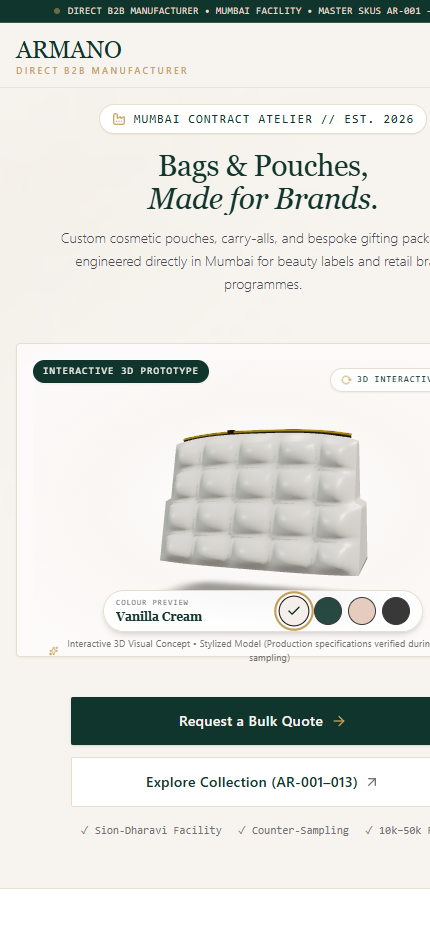 DIRECT B2B MANUFACTURER • MUMBAI FACILITY • MASTER SKUS AR-001
ARMANO
DIRECT B2B MANUFACTURER
MUMBAI CONTRACT ATELIER // EST. 2026
Bags & Pouches,
Made for Brands.
Custom cosmetic pouches, carry-alls, and bespoke gifting pack
engineered directly in Mumbai for beauty labels and retail br
programmes.
INTERACTIVE 3D PROTOTYPE
3D INTERACTIV
COLOUR PREVIEW
Vanilla Cream
Interactive 3D Visual Concept • Stylized Model (Production specifications verified durin
sampling)
Request a Bulk Quote →
Explore Collection (AR-001–013) ↗
✓ Sion-Dharavi Facility ✓ Counter-Sampling ✓ 10k–50k